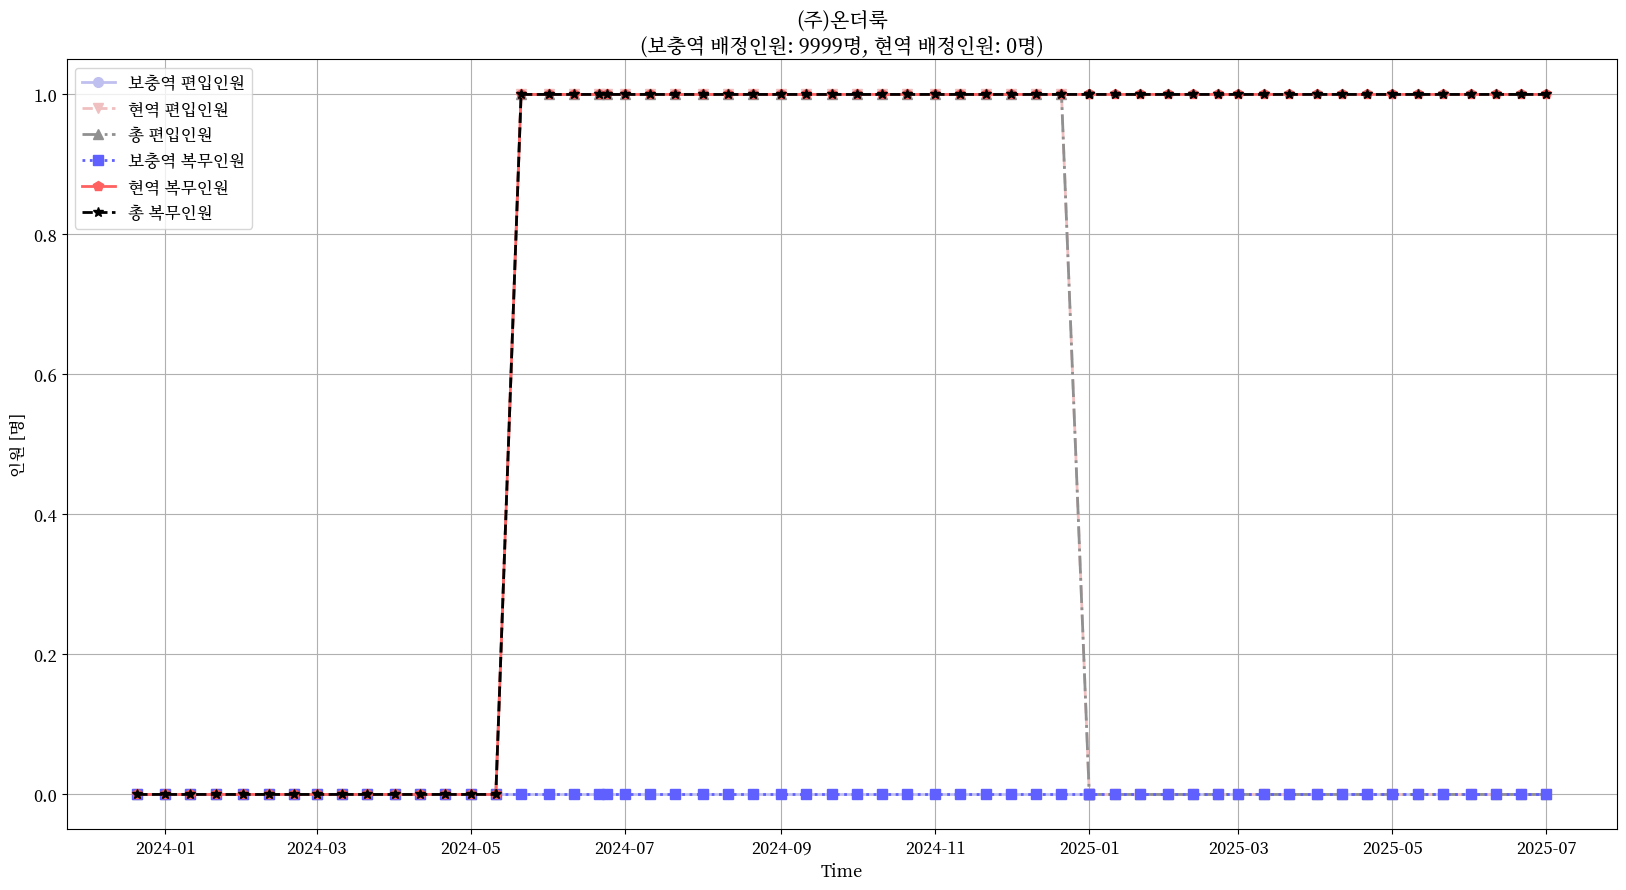 (주)온더룩
(보충역 배정인원: 9999명, 현역 배정인원: 0명)
보충역 편입인원
현역 편입인원
총 편입인원
보충역 복무인원
현역 복무인원
총 복무인원
인원 [명]
1.0
0.8
0.6
0.4
0.2
0.0
2024-01
2024-03
2024-05
2024-07
2024-09
2024-11
2025-01
2025-03
2025-05
2025-07
Time